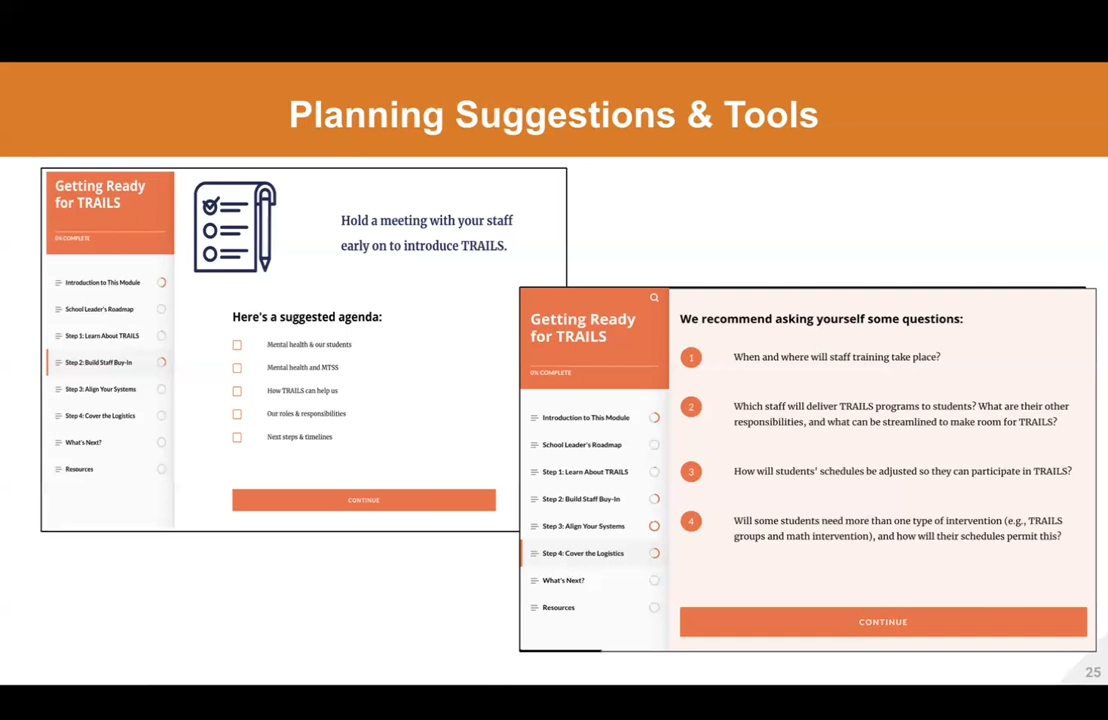 Planning Suggestions & Tools
Getting Ready
for TRAILS
0% COMPLETE
Introduction to This Module
School Leader's Roadmap
Step 1: Learn About TRAILS
Step 2: Build Staff Buy-In
Step 3: Align Your Systems
Step 4: Cover the Logistics
What's Next?
Resources
Hold a meeting with your staff
early on to introduce TRAILS.
Here's a suggested agenda:
Mental health & our students
Mental health and MTSS
How TRAILS can help us
Our roles & responsibilities
Next steps & timelines
CONTINUE
Getting Ready
for TRAILS
0% COMPLETE
Introduction to This Module
School Leader's Roadmap
Step 1: Learn About TRAILS
Step 2: Build Staff Buy-In
Step 3: Align Your Systems
Step 4: Cover the Logistics
What's Next?
Resources
We recommend asking yourself some questions:
1 When and where will staff training take place?
2 Which staff will deliver TRAILS programs to students? What are their other
responsibilities, and what can be streamlined to make room for TRAILS?
3 How will students' schedules be adjusted so they can participate in TRAILS?
4 Will some students need more than one type of intervention (e.g., TRAILS
groups and math intervention), and how will their schedules permit this?
CONTINUE
25